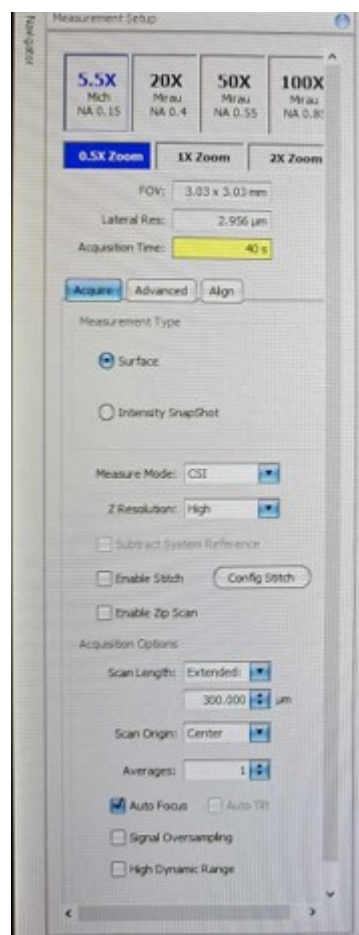 Navigator
Measurement Setup
5.5X 20X 50X 100X
Mich Mirau Mirau Mirau
NA 0.15 NA 0.4 NA 0.55
0.5X Zoom 1X Zoom 2X Zoom
FOV: 3.03 x 3.03 mm
Lateral Res: 2.956 μm
Acquisition Time: 40 s
Acquire Advanced Align
Measurement Type
Surface
Intensity SnapShot
Measure Mode: CSI
Z Resolution: High
Subtract System Reference
Enable Stitch Config Stitch
Enable Zip Scan
Acquisition Options
Scan Length: Extended:
300.000 μm
Scan Origin: Center
Averages: 1
Auto Focus Auto Tilt
Signal Oversampling
High Dynamic Range